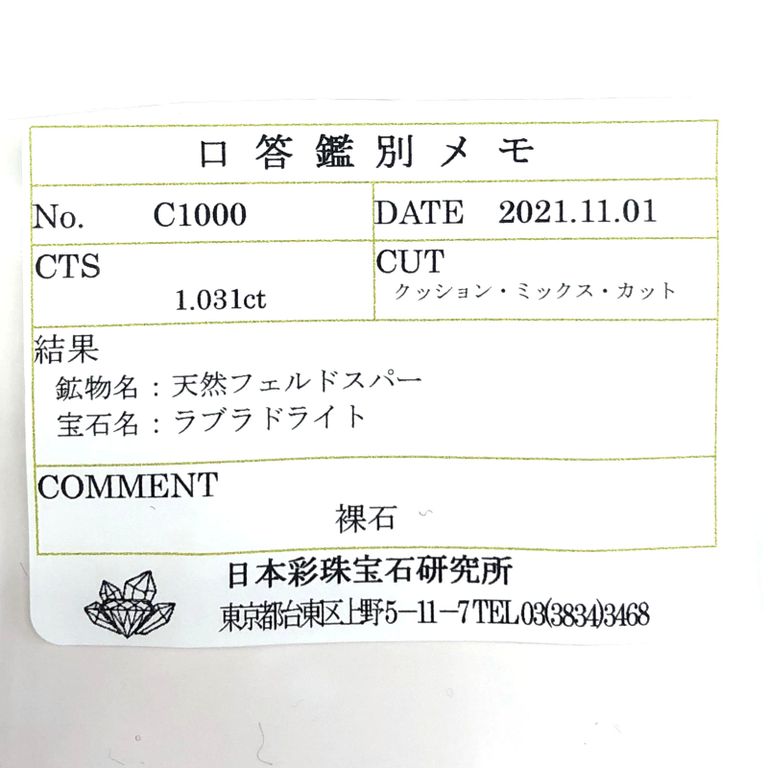 口答鑑別メモ
No. C1000 DATE 2021.11.01
CTS CUT
1.031ct クッション・ミックス・カット
結果
鉱物名：天然フェルドスパー
宝石名：ラブラドライト
COMMENT
裸石
日本彩珠宝石研究所
東京都台東区上野5－11－7 TEL 03(3834)3468